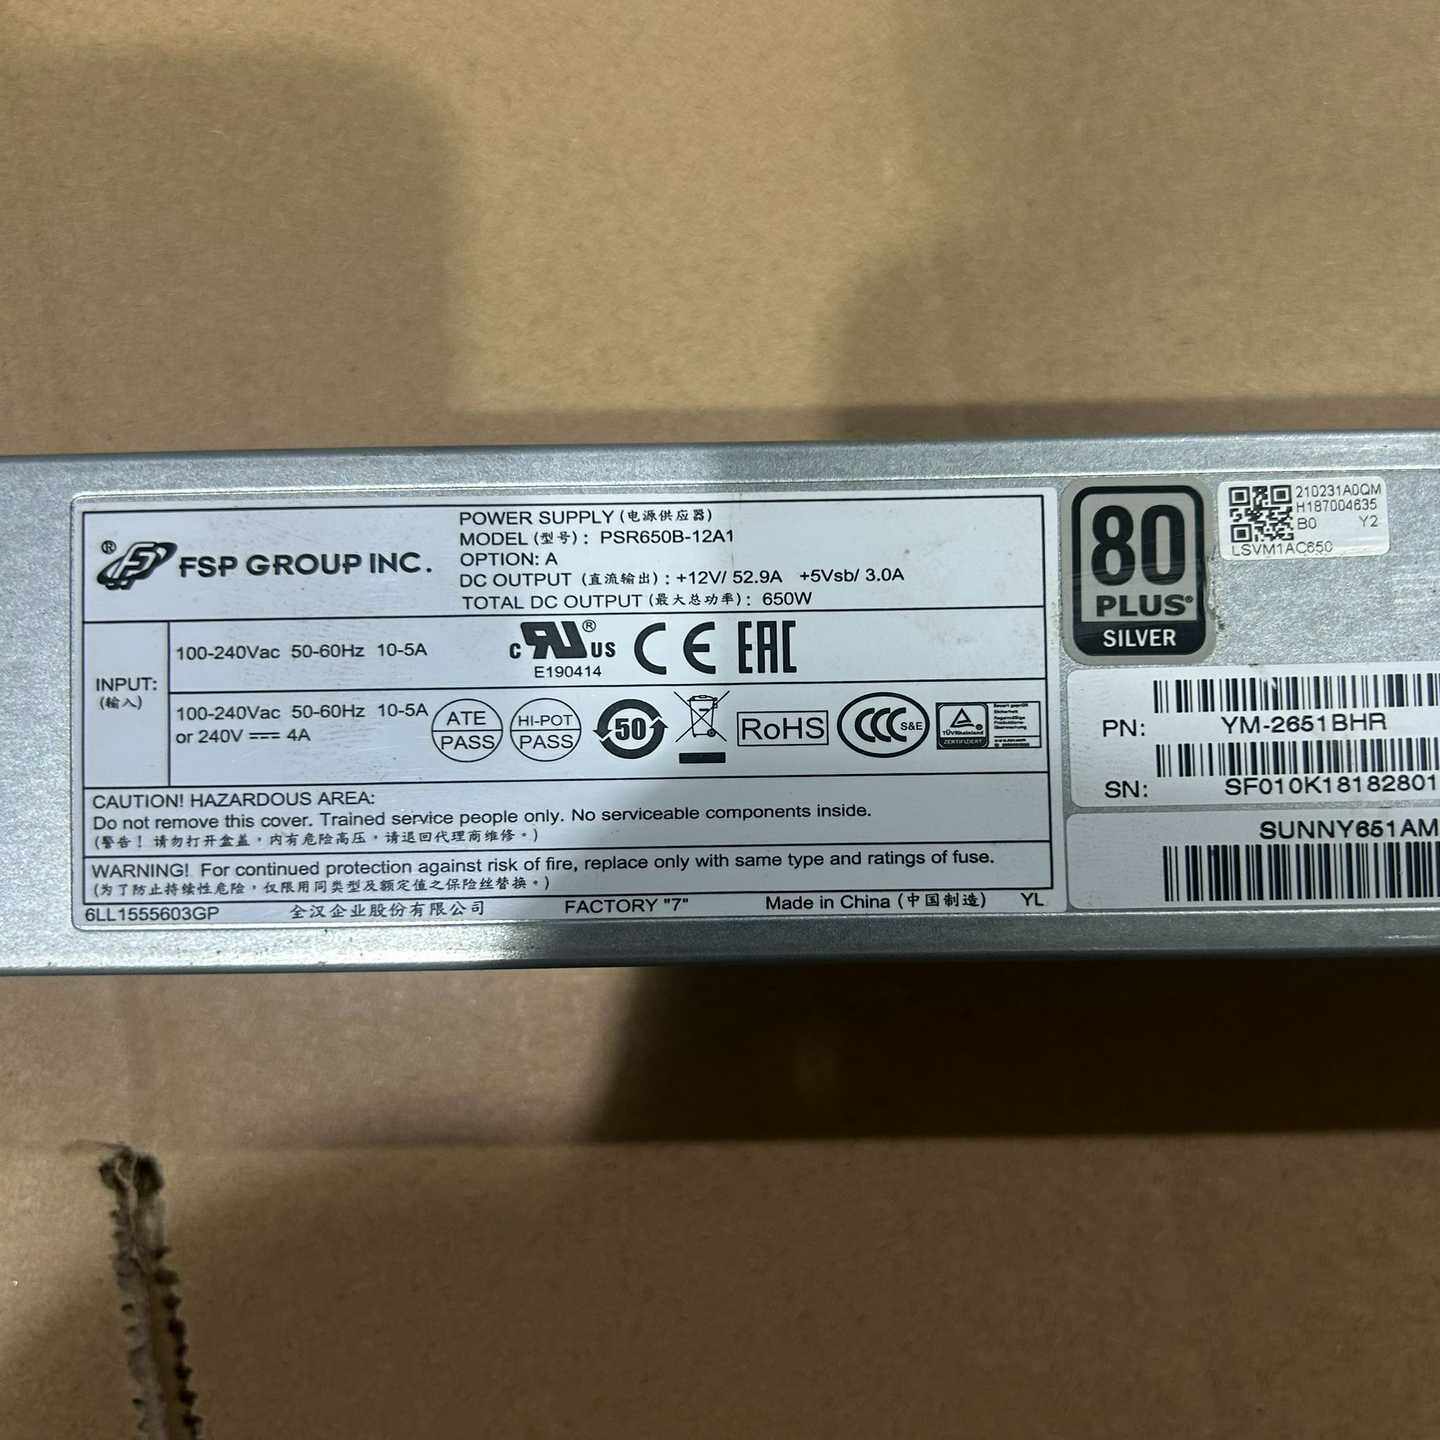 FSP GROUP INC.
POWER SUPPLY (电源供应器)
MODEL (型号): PSR650B-12A1
OPTION: A
DC OUTPUT (直流输出): +12V/ 52.9A +5Vsb/ 3.0A
TOTAL DC OUTPUT (最大总功率): 650W
INPUT:
(输入)
100-240Vac 50-60Hz 10-5A
C RU US
E190414
CE EAC
100-240Vac 50-60Hz 10-5A
or 240V ⎓ 4A
ATE
PASS
HI-POT
PASS
50
RoHS
CCC S&E
TÜVRheinland
ZERTIFIZIERT
CAUTION! HAZARDOUS AREA:
Do not remove this cover. Trained service people only. No serviceable components inside.
(警告！请勿打开盒盖，内有危险高压，请退回代理商维修。)
WARNING! For continued protection against risk of fire, replace only with same type and ratings of fuse.
(为了防止持续性危险，仅限用同类型及额定值之保险丝替换。)
6LL1555603GP 全汉企业股份有限公司 FACTORY "7" Made in China (中国制造) YL
80
PLUS®
SILVER
210231A0QM
H187004635
B0 Y2
LSVM1AC650
PN: YM-2651BHR
SN: SF010K18182801
SUNNY651AM